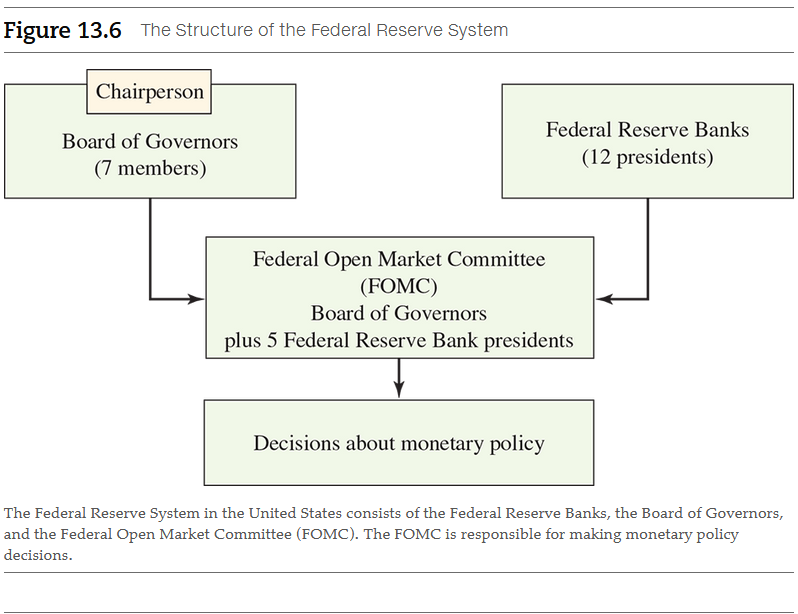 Figure 13.6 The Structure of the Federal Reserve System
Chairperson
Board of Governors
(7 members)
Federal Reserve Banks
(12 presidents)
Federal Open Market Committee
(FOMC)
Board of Governors
plus 5 Federal Reserve Bank presidents
Decisions about monetary policy
The Federal Reserve System in the United States consists of the Federal Reserve Banks, the Board of Governors,
and the Federal Open Market Committee (FOMC). The FOMC is responsible for making monetary policy
decisions.